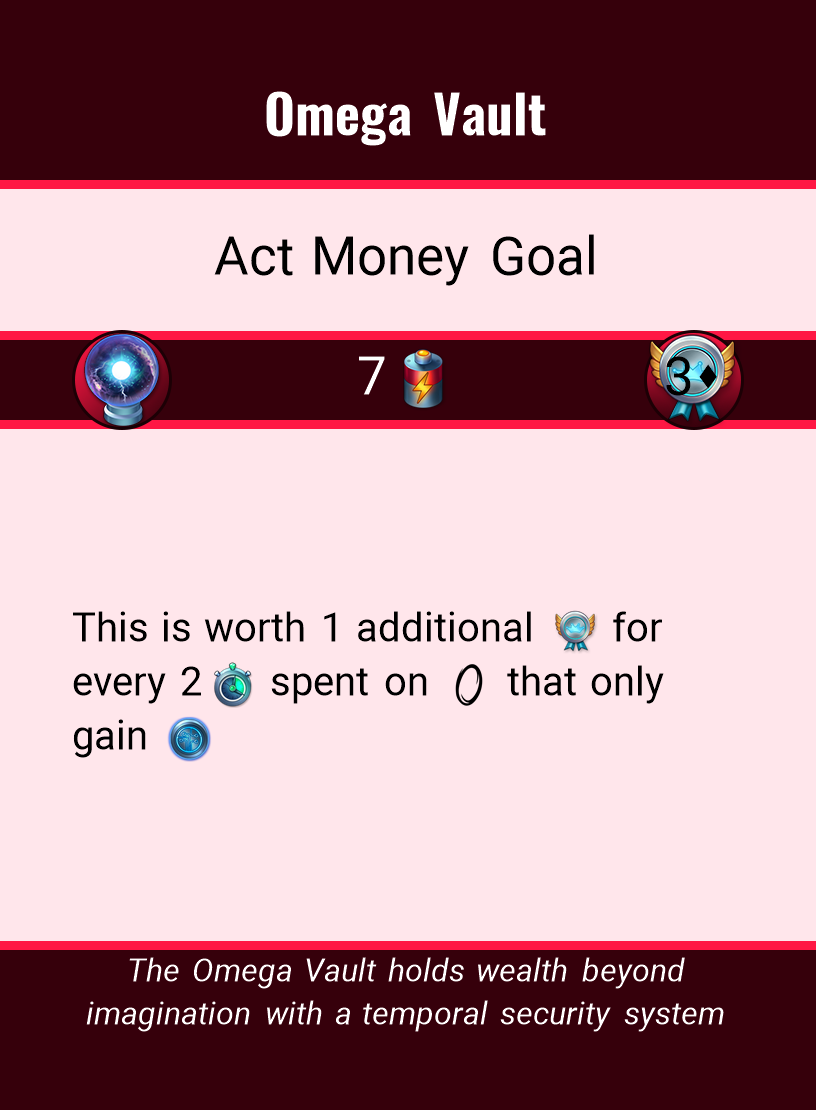 Omega Vault
Act Money Goal
7
3♦
This is worth 1 additional for
every 2 spent on that only
gain
The Omega Vault holds wealth beyond
imagination with a temporal security system